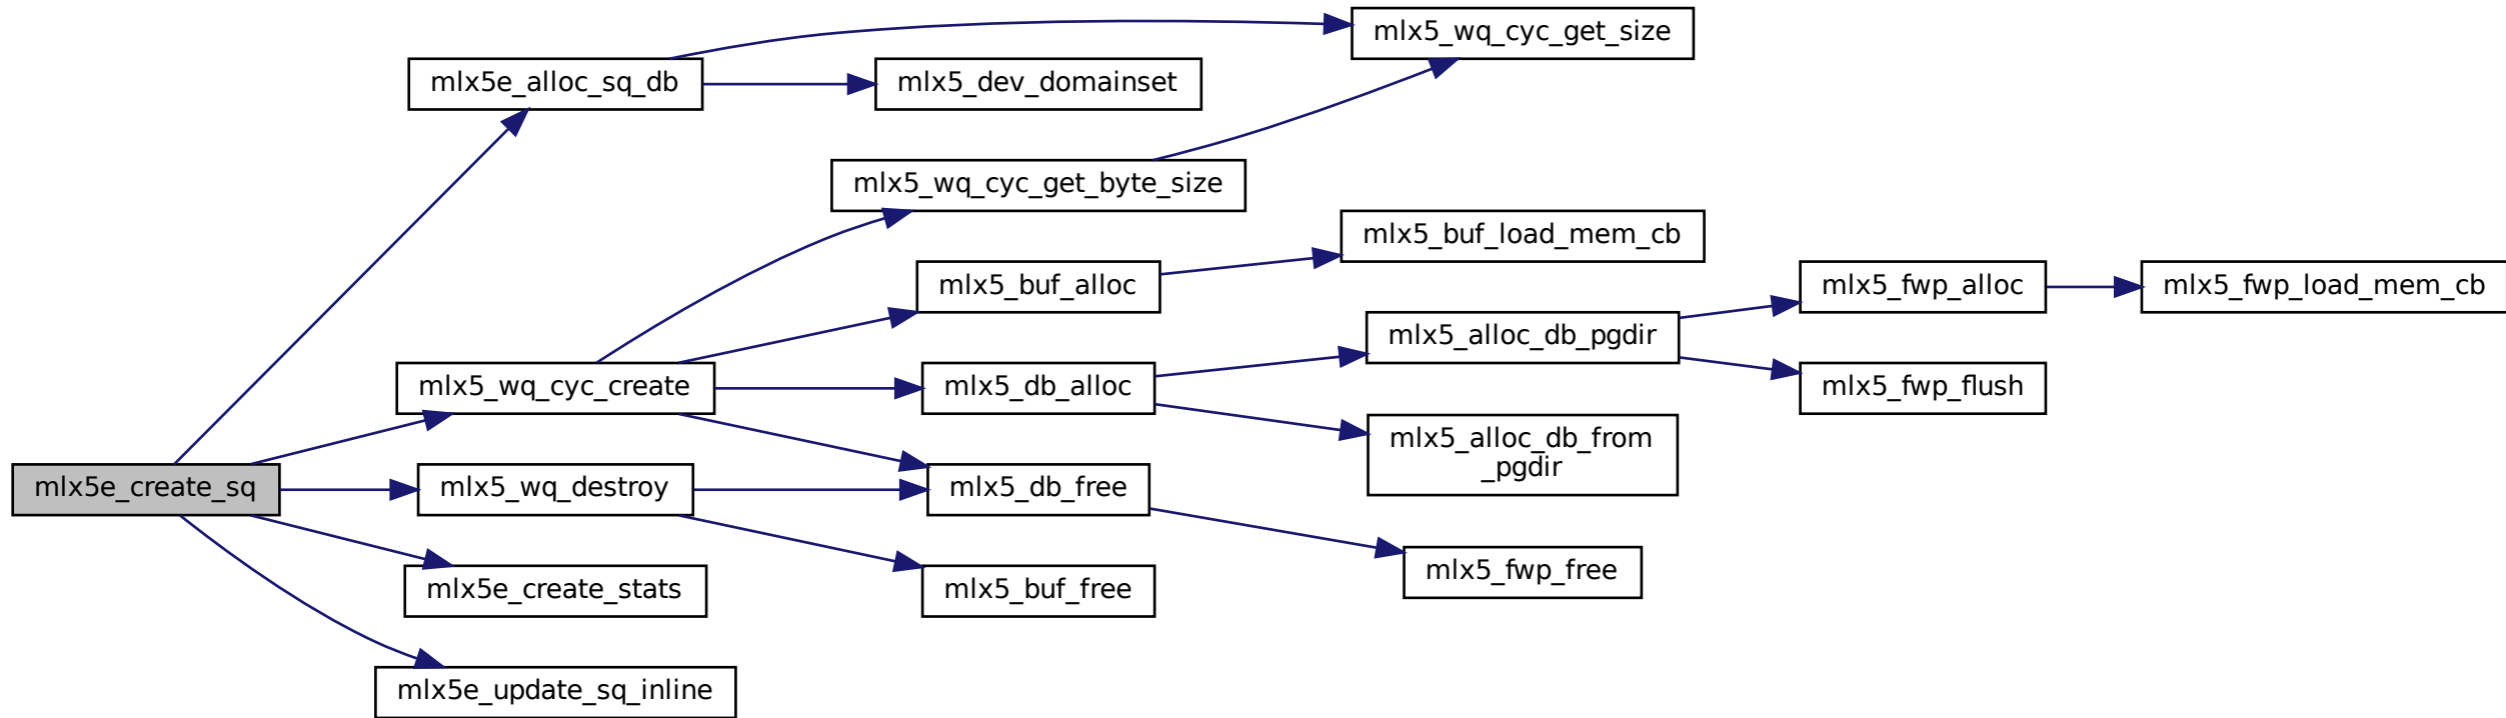 mlx5_wq_cyc_get_size
mlx5e_alloc_sq_db
mlx5_dev_domainset
mlx5_wq_cyc_get_byte_size
mlx5_buf_load_mem_cb
mlx5_buf_alloc
mlx5_fwp_alloc
mlx5_fwp_load_mem_cb
mlx5_alloc_db_pgdir
mlx5_wq_cyc_create
mlx5_db_alloc
mlx5_fwp_flush
mlx5_alloc_db_from
_pgdir
mlx5e_create_sq
mlx5_wq_destroy
mlx5_db_free
mlx5_fwp_free
mlx5e_create_stats
mlx5_buf_free
mlx5e_update_sq_inline